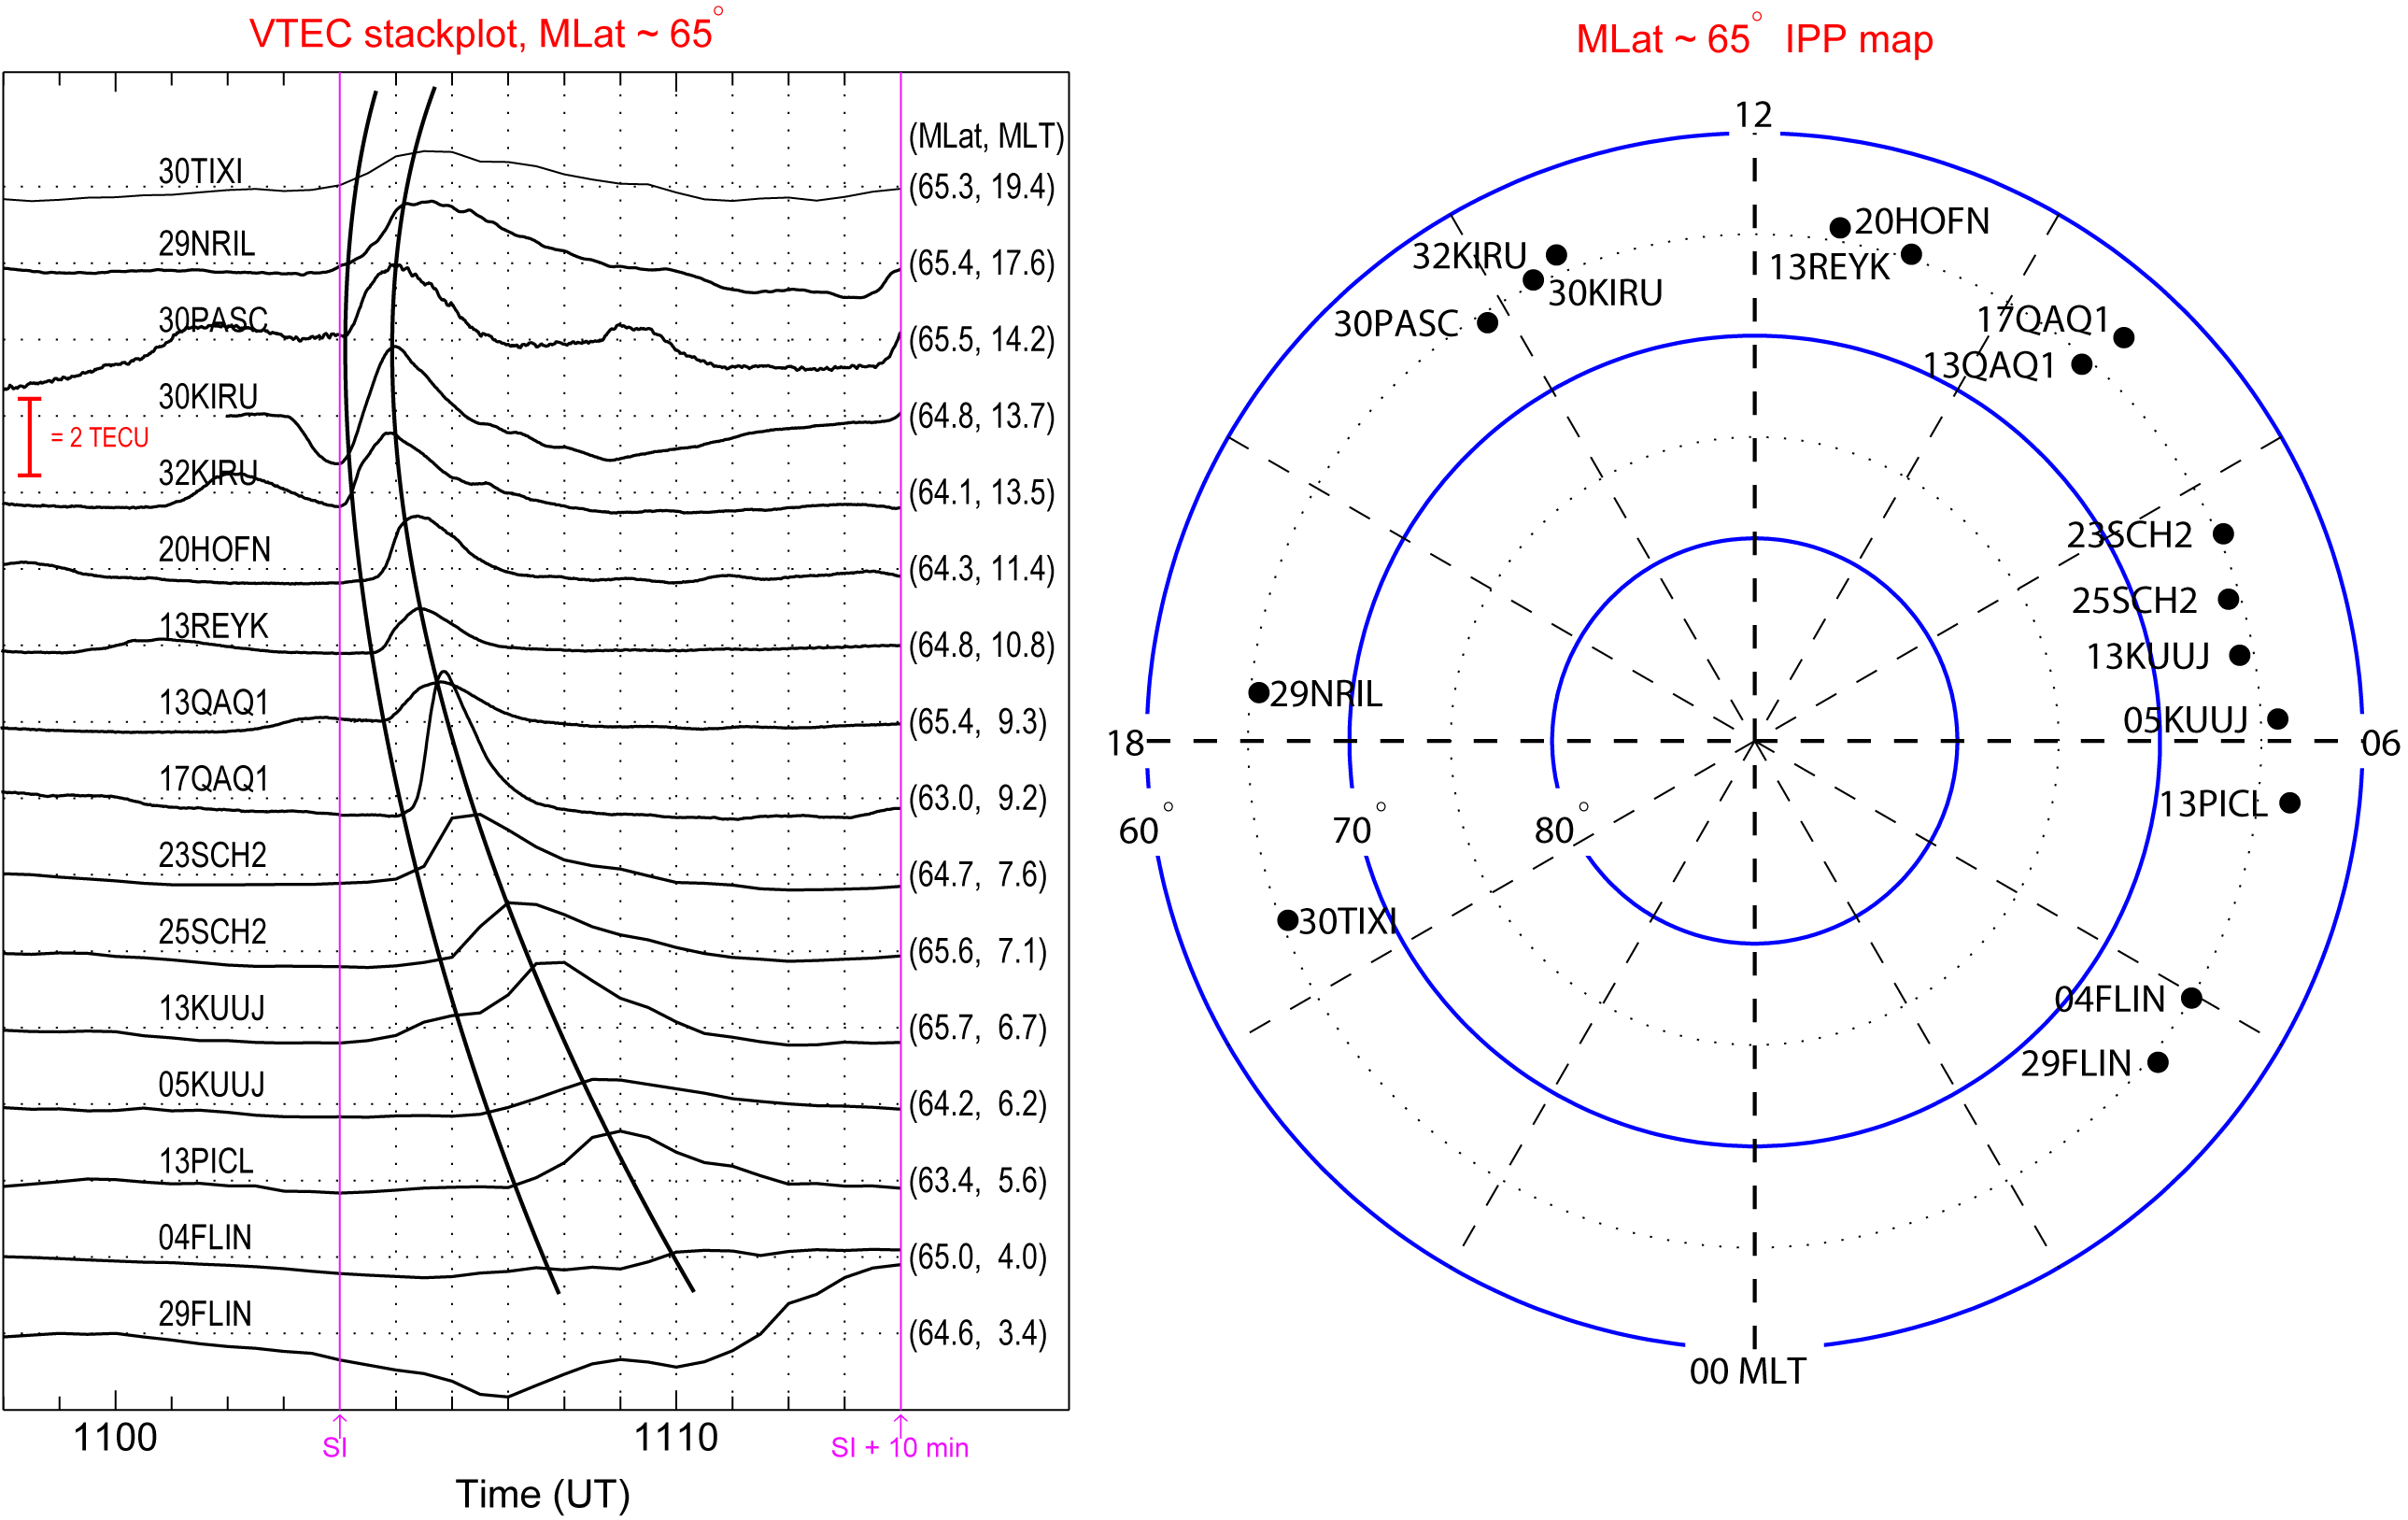 VTEC stackplot, MLat ~ 65°
(MLat, MLT)
30TIXI (65.3, 19.4)
29NRIL (65.4, 17.6)
30PASC (65.5, 14.2)
30KIRU (64.8, 13.7)
= 2 TECU
32KIRU (64.1, 13.5)
20HOFN (64.3, 11.4)
13REYK (64.8, 10.8)
13QAQ1 (65.4, 9.3)
17QAQ1 (63.0, 9.2)
23SCH2 (64.7, 7.6)
25SCH2 (65.6, 7.1)
13KUUJ (65.7, 6.7)
05KUUJ (64.2, 6.2)
13PICL (63.4, 5.6)
04FLIN (65.0, 4.0)
29FLIN (64.6, 3.4)
1100 1110
SI SI + 10 min
Time (UT)
MLat ~ 65° IPP map
12
20HOFN
32KIRU 13REYK
30KIRU
30PASC 17QAQ1
13QAQ1
23SCH2
25SCH2
13KUUJ
29NRIL 05KUUJ
18 06
13PICL
60° 70° 80°
30TIXI
04FLIN
29FLIN
00 MLT